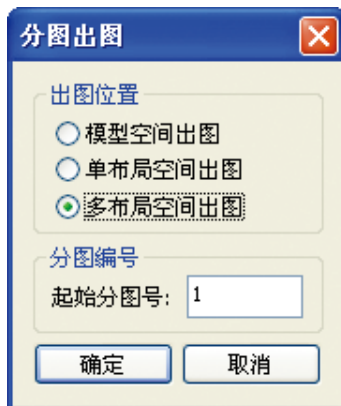 分图出图
出图位置
模型空间出图
单布局空间出图
多布局空间出图
分图编号
起始分图号: 1
确定 取消